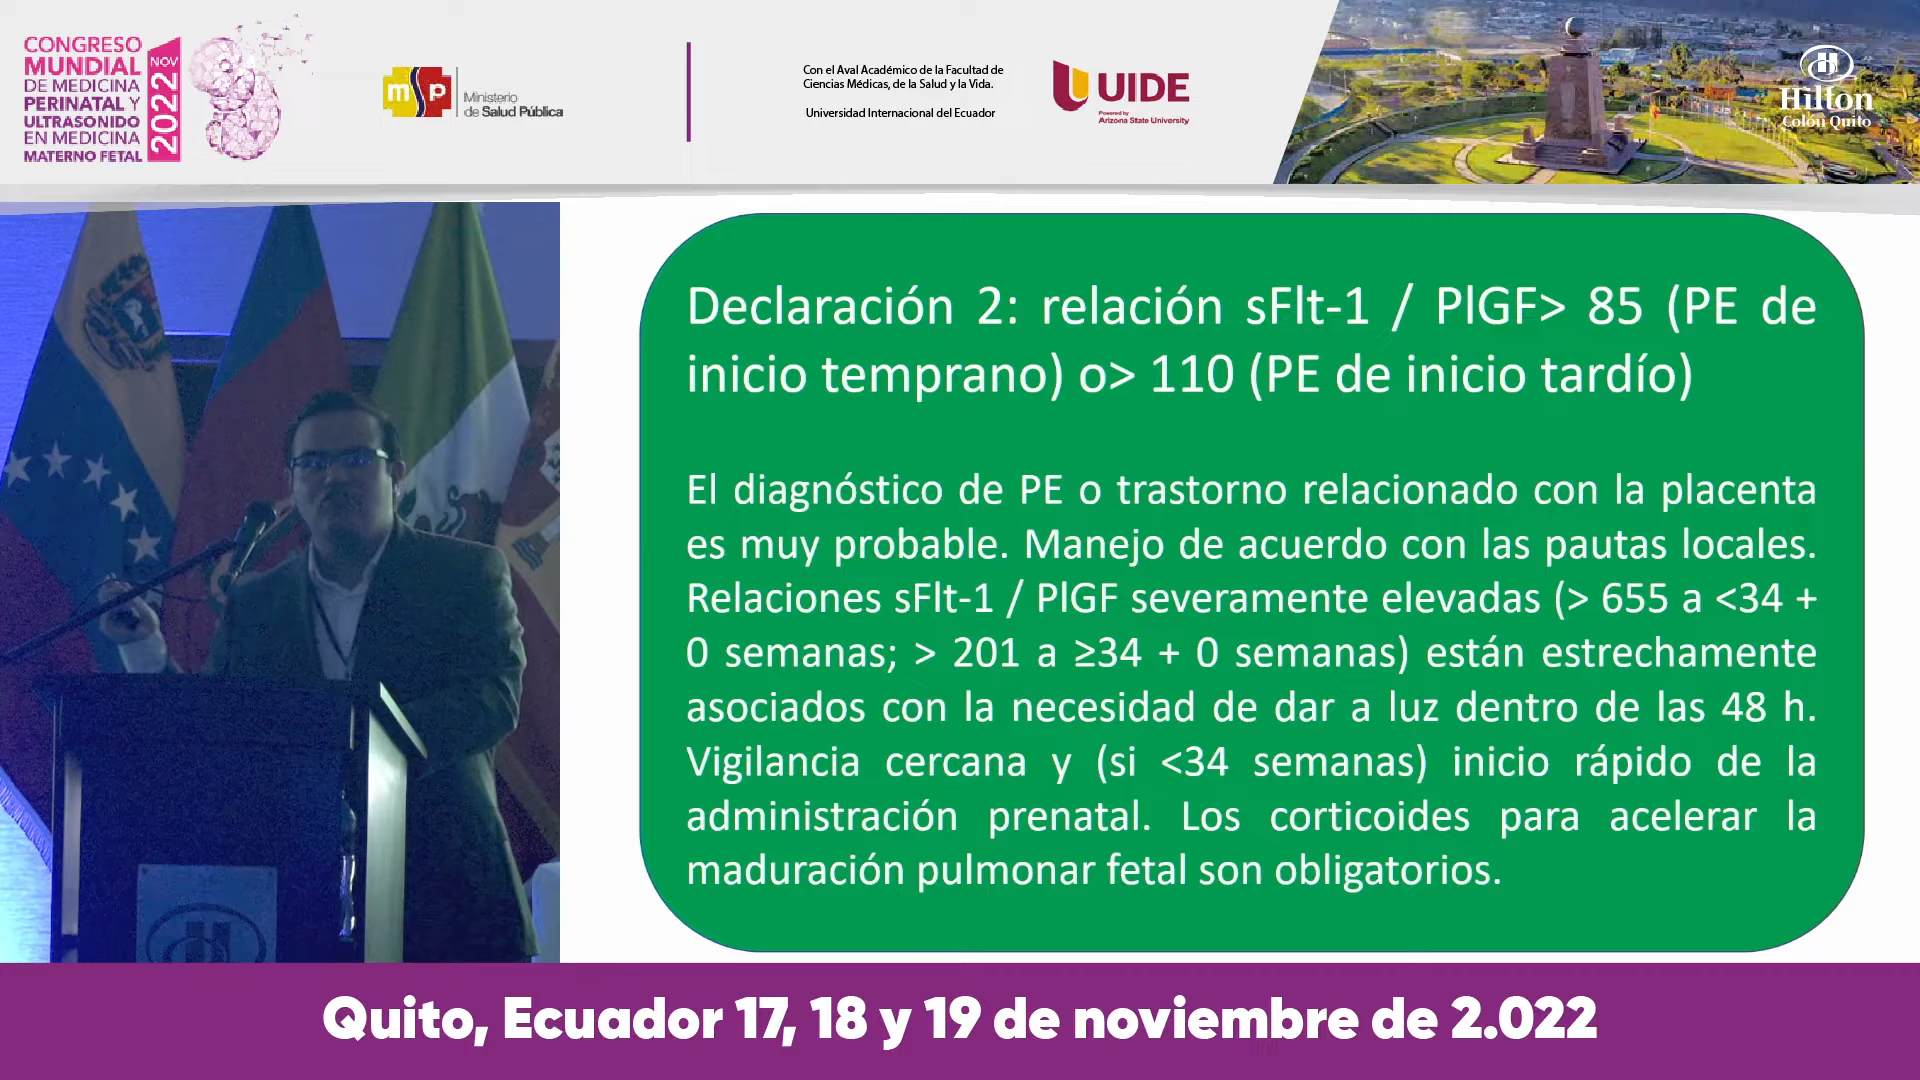 CONGRESO
MUNDIAL
DE MEDICINA
PERINATAL Y
ULTRASONIDO
EN MEDICINA
MATERNO FETAL
NOV
2022
msp
Ministerio
de Salud Pública
Con el Aval Académico de la Facultad de
Ciencias Médicas, de la Salud y la Vida.
Universidad Internacional del Ecuador
UIDE
Powered by
Arizona State University
Hilton
Colón Quito
Declaración 2: relación sFlt-1 / PlGF> 85 (PE de
inicio temprano) o> 110 (PE de inicio tardío)
El diagnóstico de PE o trastorno relacionado con la placenta
es muy probable. Manejo de acuerdo con las pautas locales.
Relaciones sFlt-1 / PlGF severamente elevadas (> 655 a <34 +
0 semanas; > 201 a ≥34 + 0 semanas) están estrechamente
asociados con la necesidad de dar a luz dentro de las 48 h.
Vigilancia cercana y (si <34 semanas) inicio rápido de la
administración prenatal. Los corticoides para acelerar la
maduración pulmonar fetal son obligatorios.
Quito, Ecuador 17, 18 y 19 de noviembre de 2.022